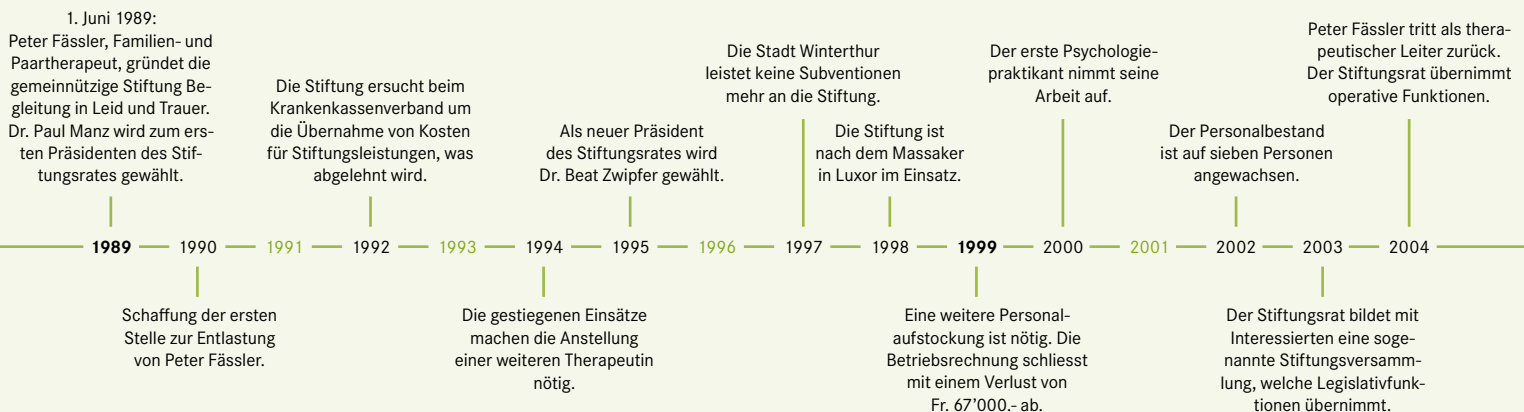 1. Juni 1989:
Peter Fässler, Familien- und
Paartherapeut, gründet die
gemeinnützige Stiftung Be-
gleitung in Leid und Trauer.
Dr. Paul Manz wird zum ers-
ten Präsidenten des Stif-
tungsrates gewählt.
Die Stiftung ersucht beim
Krankenkassenverband um
die Übernahme von Kosten
für Stiftungsleistungen, was
abgelehnt wird.
Als neuer Präsident
des Stiftungsrates wird
Dr. Beat Zwipfer gewählt.
Die Stadt Winterthur
leistet keine Subventionen
mehr an die Stiftung.
Die Stiftung ist
nach dem Massaker
in Luxor im Einsatz.
Der erste Psychologie-
praktikant nimmt seine
Arbeit auf.
Der Personalbestand
ist auf sieben Personen
angewachsen.
Peter Fässler tritt als thera-
peutischer Leiter zurück.
Der Stiftungsrat übernimmt
operative Funktionen.
1989 1990 1991 1992 1993 1994 1995 1996 1997 1998 1999 2000 2001 2002 2003 2004
Schaffung der ersten
Stelle zur Entlastung
von Peter Fässler.
Die gestiegenen Einsätze
machen die Anstellung
einer weiteren Therapeutin
nötig.
Eine weitere Personal-
aufstockung ist nötig. Die
Betriebsrechnung schliesst
mit einem Verlust von
Fr. 67'000.- ab.
Der Stiftungsrat bildet mit
Interessierten eine soge-
nannte Stiftungsversamm-
lung, welche Legislativfunk-
tionen übernimmt.